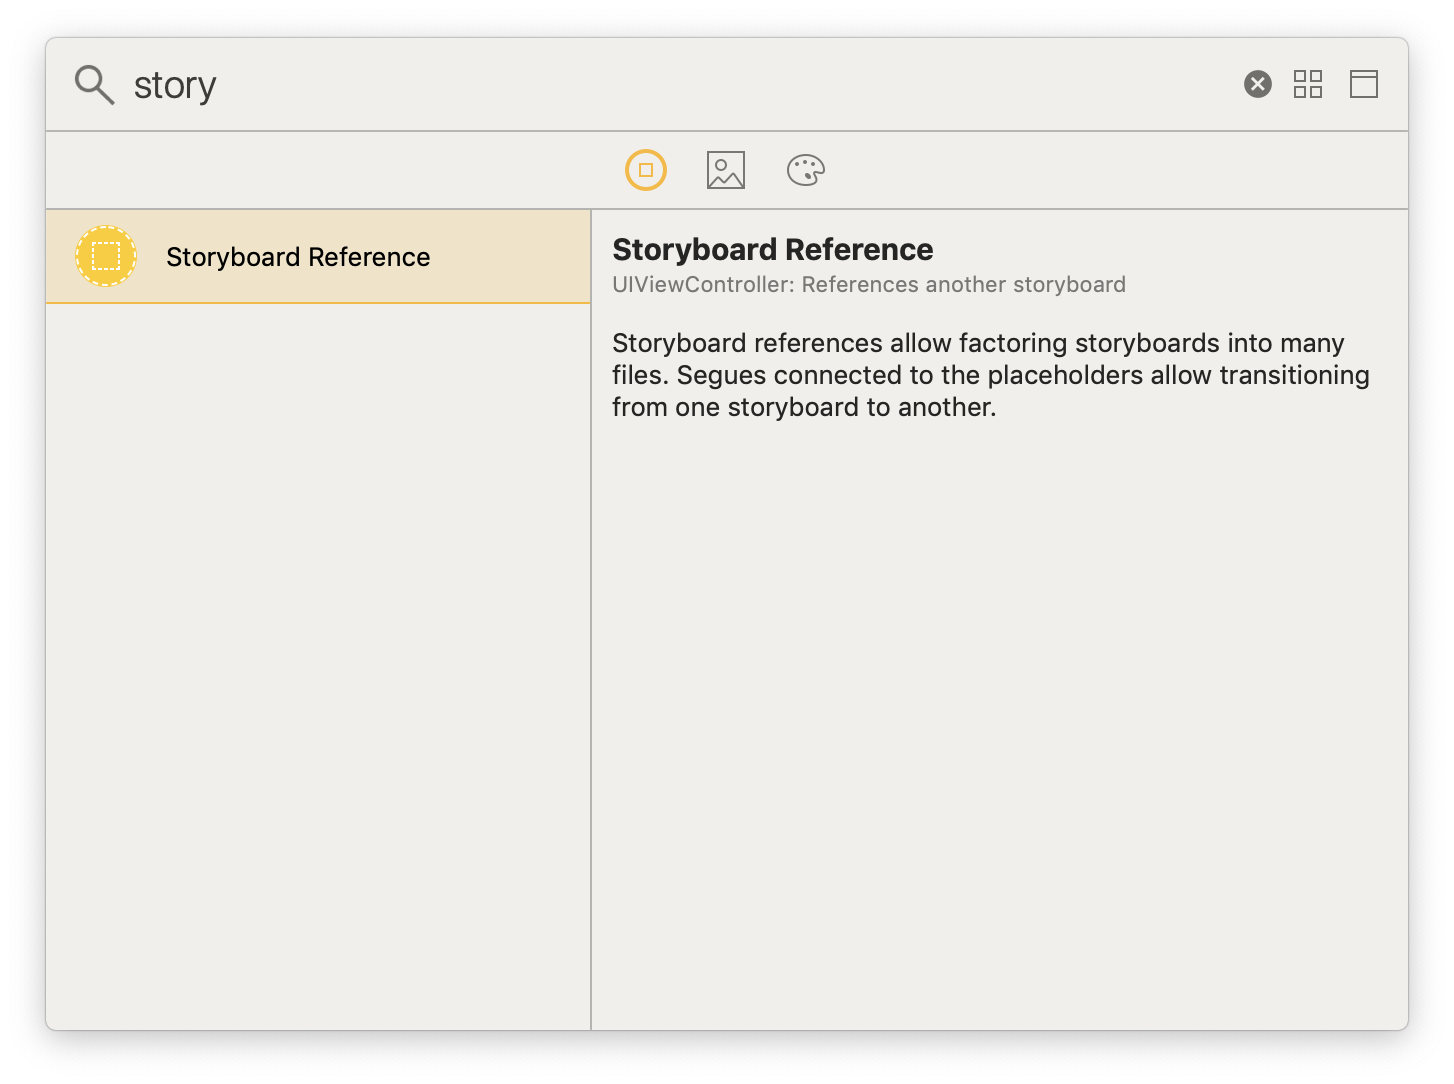 story
Storyboard Reference
Storyboard Reference
UIViewController: References another storyboard
Storyboard references allow factoring storyboards into many
files. Segues connected to the placeholders allow transitioning
from one storyboard to another.